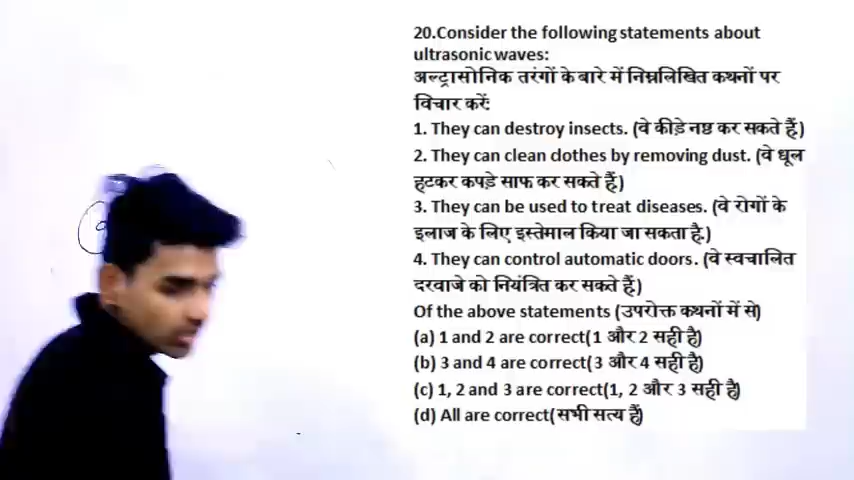 20.Consider the following statements about
ultrasonic waves:
अल्ट्रासोनिक तरंगों के बारे में निम्नलिखित कथनों पर
विचार करें:
1. They can destroy insects. (वे कीड़े नष्ट कर सकते हैं.)
2. They can clean clothes by removing dust. (वे धूल
हटकर कपड़े साफ कर सकते हैं)
3. They can be used to treat diseases. (वे रोगों के
इलाज के लिए इस्तेमाल किया जा सकता है.)
4. They can control automatic doors. (वे स्वचालित
दरवाजे को नियंत्रित कर सकते हैं.)
Of the above statements (उपरोक्त कथनों में से)
(a) 1 and 2 are correct(1 और 2 सही है)
(b) 3 and 4 are correct(3 और 4 सही है)
(c) 1, 2 and 3 are correct(1, 2 और 3 सही है)
(d) All are correct(सभी सत्य हैं)